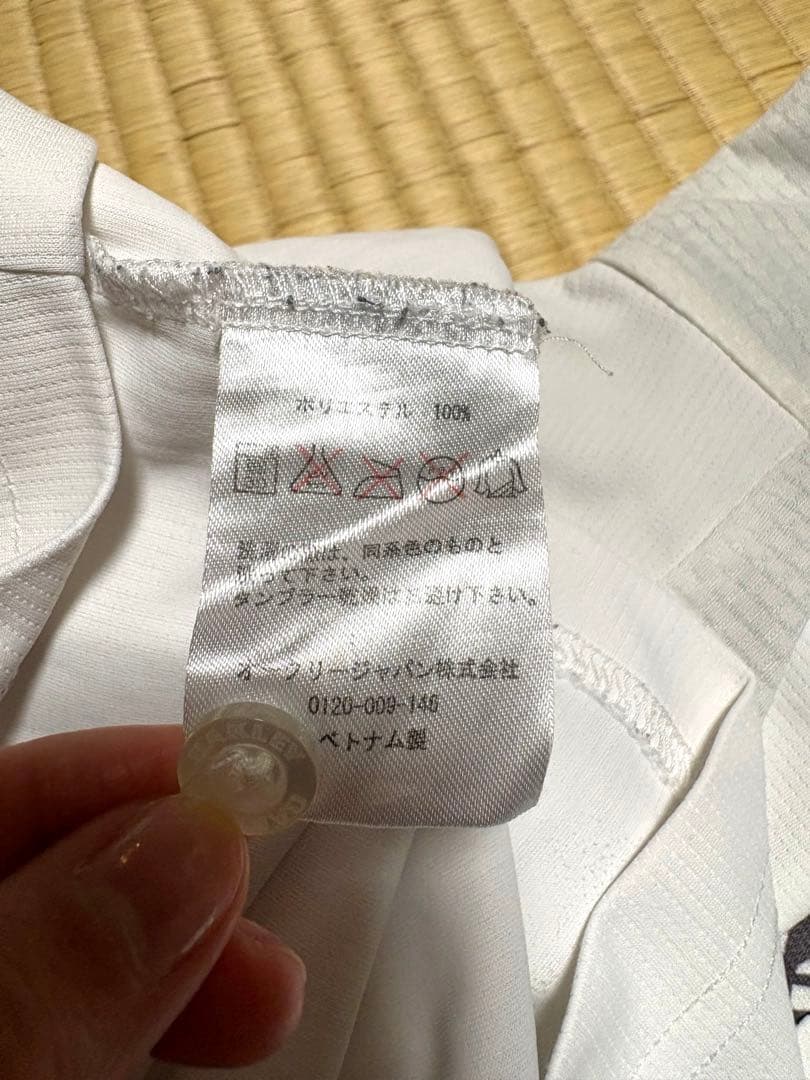 ポリエステル 100%
洗濯の際は、同系色のものと
洗って下さい。
タンブラー乾燥はお避け下さい。
オークリージャパン株式会社
0120-009-146
ベトナム製
OAKLEY